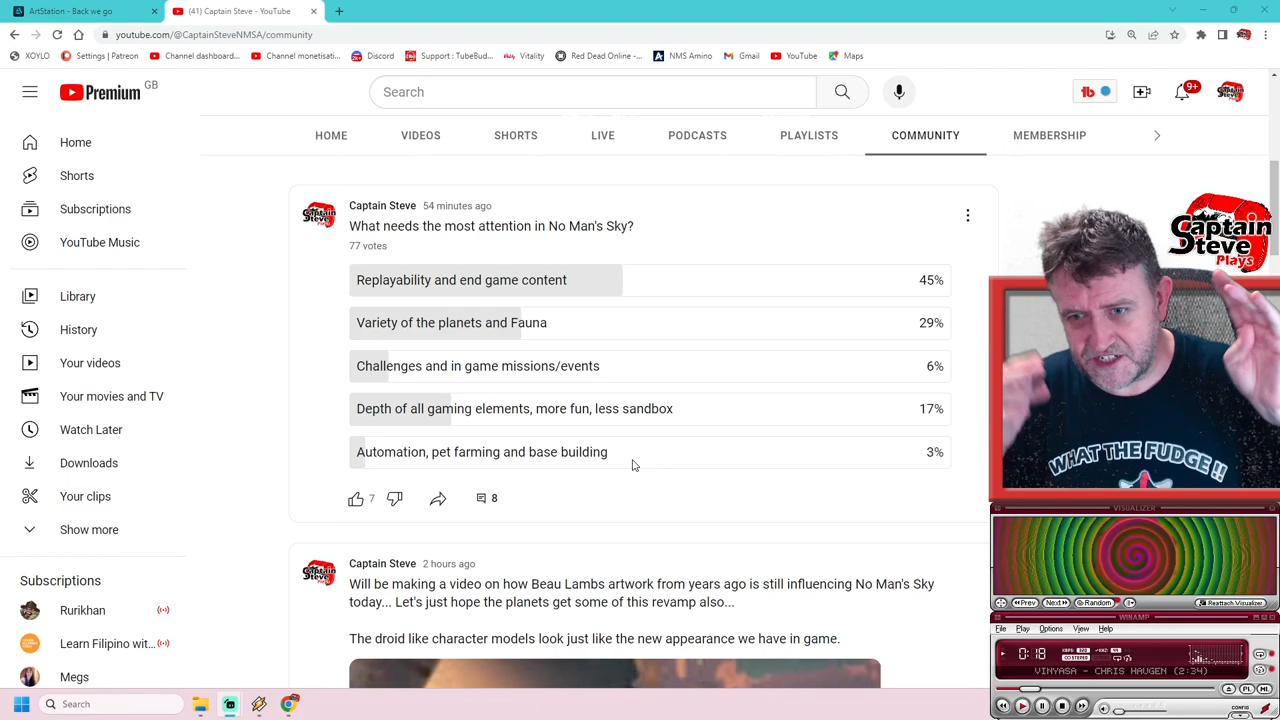 ArtStation - Back we go
(41) Captain Steve - YouTube
youtube.com/@CaptainSteveNMSA/community
XOYLO
Settings | Patreon
Channel dashboard...
Channel monetisati...
Discord
Support : TubeBud...
Vitality
Red Dead Online -...
NMS Amino
Gmail
YouTube
Maps
Premium GB
Search
9+
HOME
VIDEOS
SHORTS
LIVE
PODCASTS
PLAYLISTS
COMMUNITY
MEMBERSHIP
Home
Shorts
Subscriptions
YouTube Music
Library
History
Your videos
Your movies and TV
Watch Later
Downloads
Your clips
Show more
Subscriptions
Rurikhan
Learn Filipino wit...
Megs
Captain Steve 54 minutes ago
What needs the most attention in No Man's Sky?
77 votes
Replayability and end game content 45%
Variety of the planets and Fauna 29%
Challenges and in game missions/events 6%
Depth of all gaming elements, more fun, less sandbox 17%
Automation, pet farming and base building 3%
7
8
Captain Steve 2 hours ago
Will be making a video on how Beau Lambs artwork from years ago is still influencing No Man's Sky
today... Let's just hope the planets get some of this revamp also...
The droid like character models look just like the new appearance we have in game.
Captain
Steve
Plays
WHAT THE FUDGE !!
VISUALIZER
Prev
Next
Random
Reattach Visualizer
WINAMP
File Play Options View Help
0:18
VINYASA - CHRIS HAUGEN (2:34)
PL
ML
CONFIG
Search